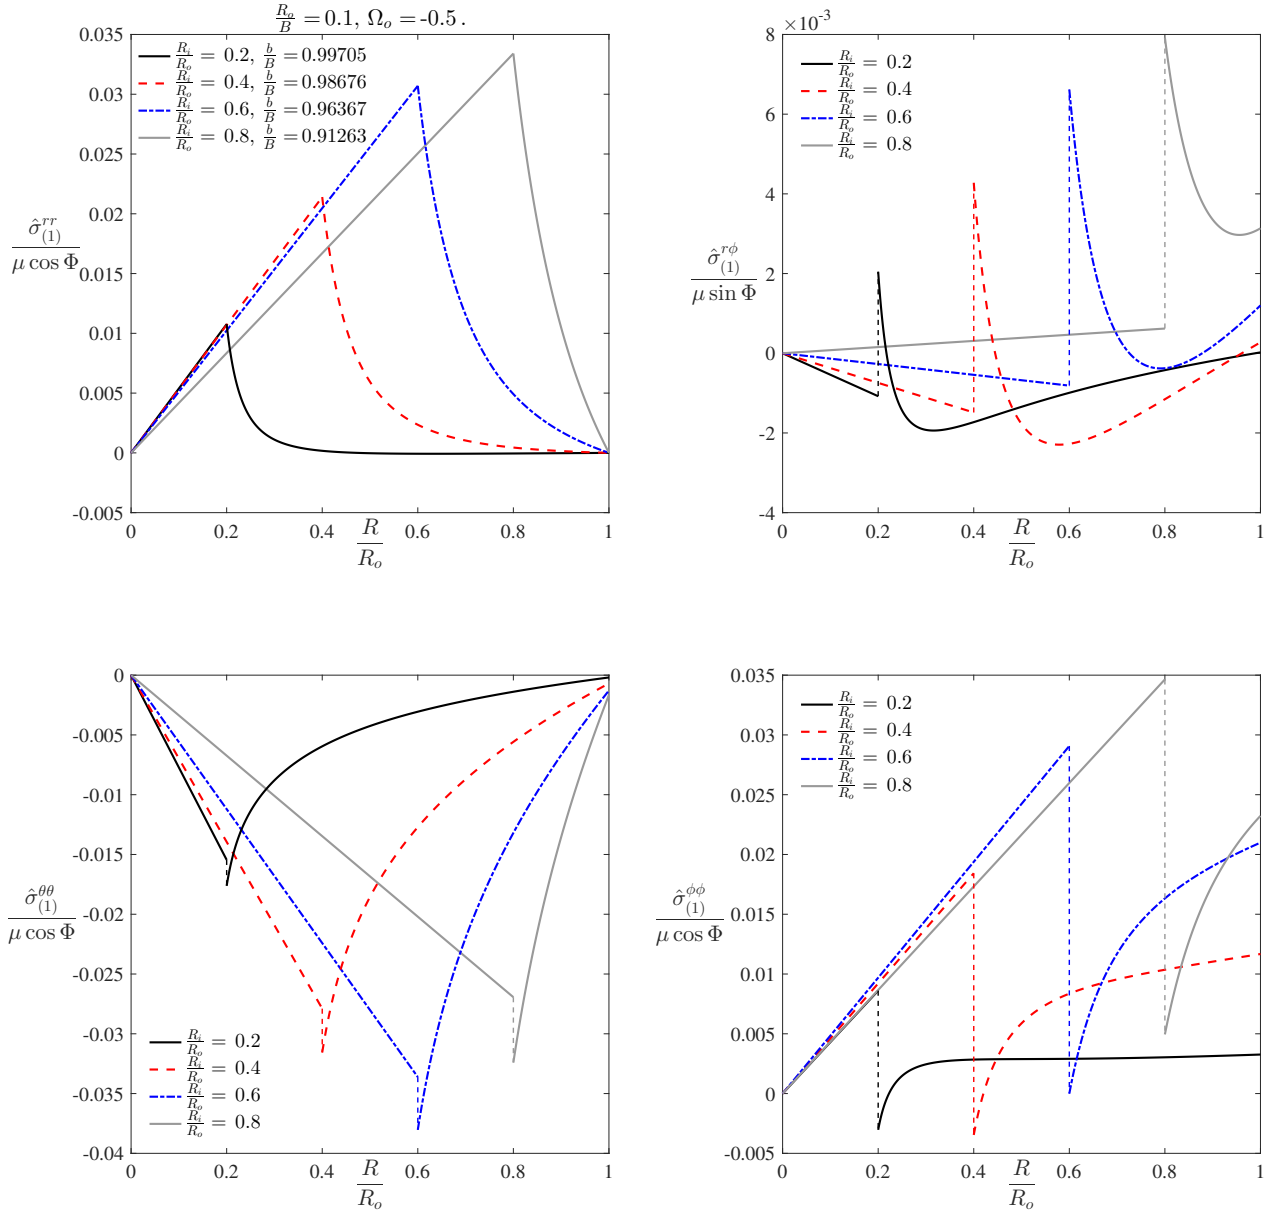 R_o/B = 0.1, Ω_o = -0.5.
0.035
0.03
0.025
0.02
0.015
0.01
0.005
0
-0.005
R_i/R_o = 0.2, b/B = 0.99705
R_i/R_o = 0.4, b/B = 0.98676
R_i/R_o = 0.6, b/B = 0.96367
R_i/R_o = 0.8, b/B = 0.91263
σ̂^{rr}_{(1)} / μ cos Φ
0 0.2 0.4 0.6 0.8 1
R/R_o
×10^{-3}
8
6
4
2
0
-2
-4
R_i/R_o = 0.2
R_i/R_o = 0.4
R_i/R_o = 0.6
R_i/R_o = 0.8
σ̂^{rϕ}_{(1)} / μ sin Φ
0 0.2 0.4 0.6 0.8 1
R/R_o
0
-0.005
-0.01
-0.015
-0.02
-0.025
-0.03
-0.035
-0.04
σ̂^{θθ}_{(1)} / μ cos Φ
R_i/R_o = 0.2
R_i/R_o = 0.4
R_i/R_o = 0.6
R_i/R_o = 0.8
0 0.2 0.4 0.6 0.8 1
R/R_o
0.035
0.03
0.025
0.02
0.015
0.01
0.005
0
-0.005
R_i/R_o = 0.2
R_i/R_o = 0.4
R_i/R_o = 0.6
R_i/R_o = 0.8
σ̂^{ϕϕ}_{(1)} / μ cos Φ
0 0.2 0.4 0.6 0.8 1
R/R_o